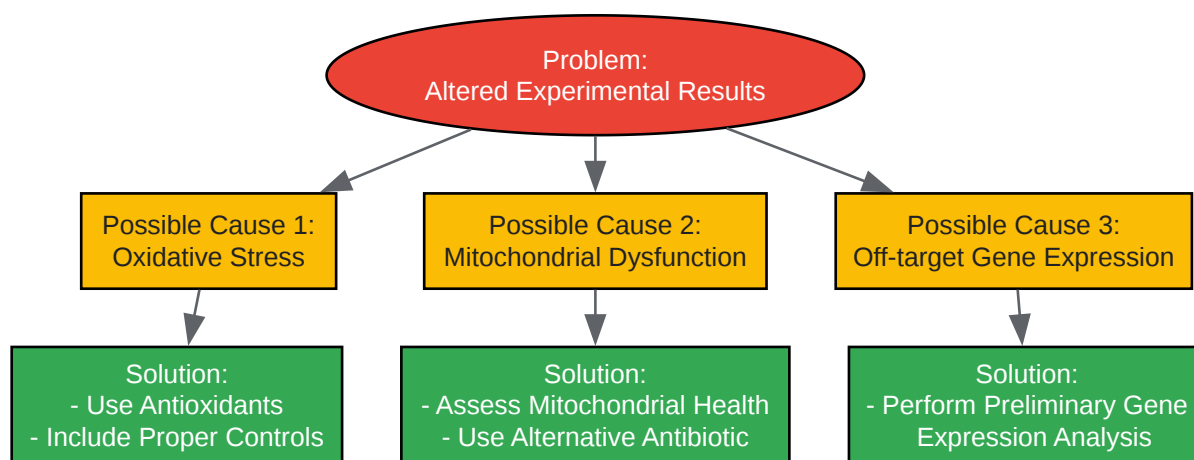 Problem:
Altered Experimental Results
Possible Cause 1:
Oxidative Stress
Possible Cause 2:
Mitochondrial Dysfunction
Possible Cause 3:
Off-target Gene Expression
Solution:
- Use Antioxidants
- Include Proper Controls
Solution:
- Assess Mitochondrial Health
- Use Alternative Antibiotic
Solution:
- Perform Preliminary Gene
Expression Analysis